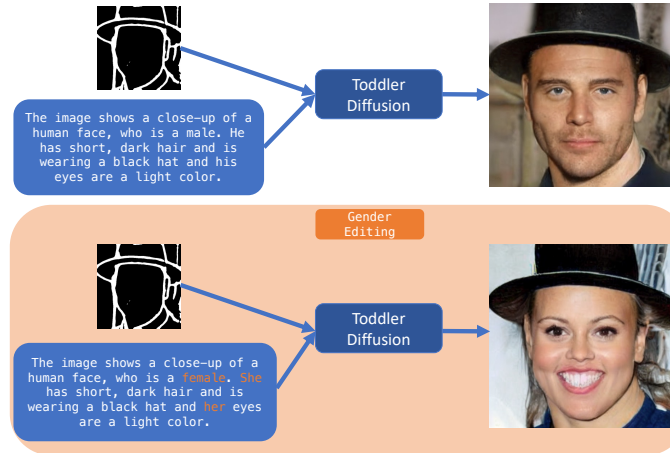 Toddler
Diffusion
The image shows a close-up of a
human face, who is a male. He
has short, dark hair and is
wearing a black hat and his
eyes are a light color.
Gender
Editing
Toddler
Diffusion
The image shows a close-up of a
human face, who is a female. She
has short, dark hair and is
wearing a black hat and her eyes
are a light color.